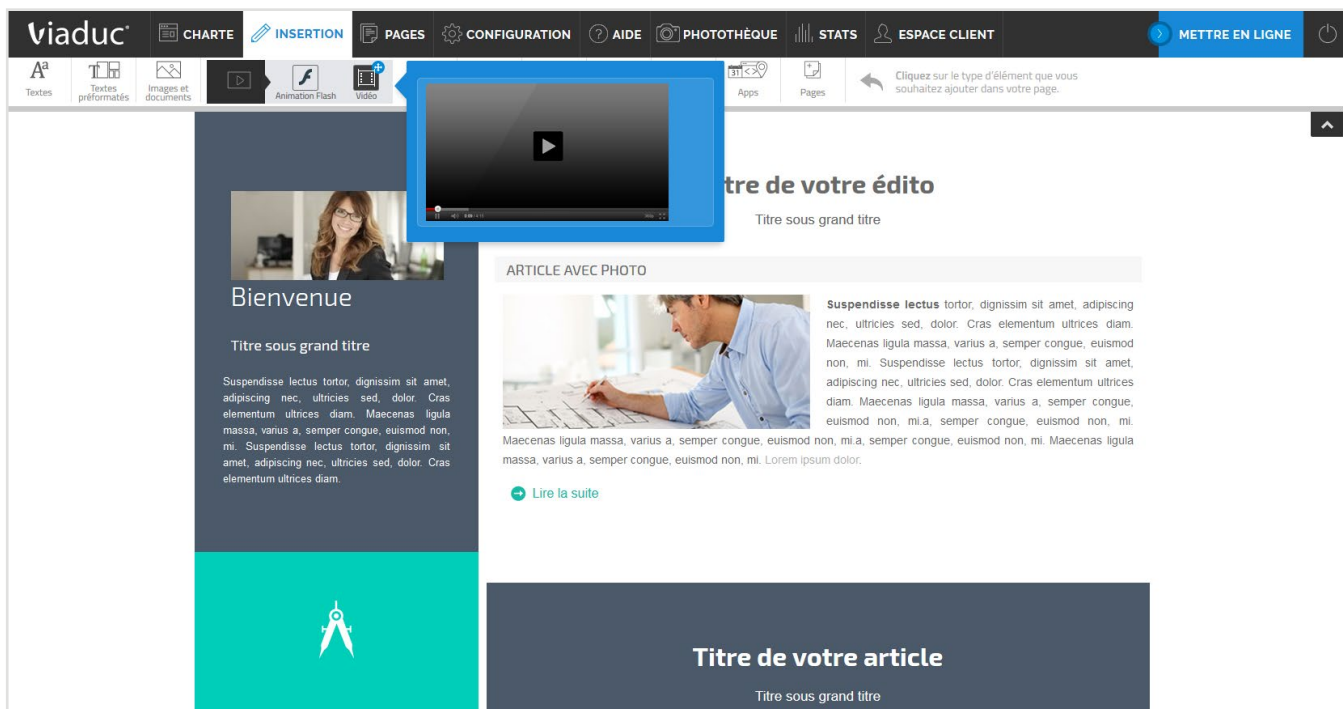 Viaduc
CHARTE
INSERTION
PAGES
CONFIGURATION
AIDE
PHOTOTHÈQUE
STATS
ESPACE CLIENT
METTRE EN LIGNE
Textes
Textes
préformatés
Images et
documents
Animation Flash
Vidéo
31
Apps
Pages
Cliquez sur le type d'élément que vous
souhaitez ajouter dans votre page.
Bienvenue
Titre sous grand titre
Suspendisse lectus tortor, dignissim sit amet,
adipiscing nec, ultricies sed, dolor. Cras
elementum ultrices diam. Maecenas ligula
massa, varius a, semper congue, euismod non,
mi. Suspendisse lectus tortor, dignissim sit
amet, adipiscing nec, ultricies sed, dolor. Cras
elementum ultrices diam.
tre de votre édito
Titre sous grand titre
ARTICLE AVEC PHOTO
Suspendisse lectus tortor, dignissim sit amet, adipiscing
nec, ultricies sed, dolor. Cras elementum ultrices diam.
Maecenas ligula massa, varius a, semper congue, euismod
non, mi. Suspendisse lectus tortor, dignissim sit amet,
adipiscing nec, ultricies sed, dolor. Cras elementum ultrices
diam. Maecenas ligula massa, varius a, semper congue,
euismod non, mi.a, semper congue, euismod non, mi.
Maecenas ligula massa, varius a, semper congue, euismod non, mi.a, semper congue, euismod non, mi. Maecenas ligula
massa, varius a, semper congue, euismod non, mi. Lorem ipsum dolor.
Lire la suite
Titre de votre article
Titre sous grand titre